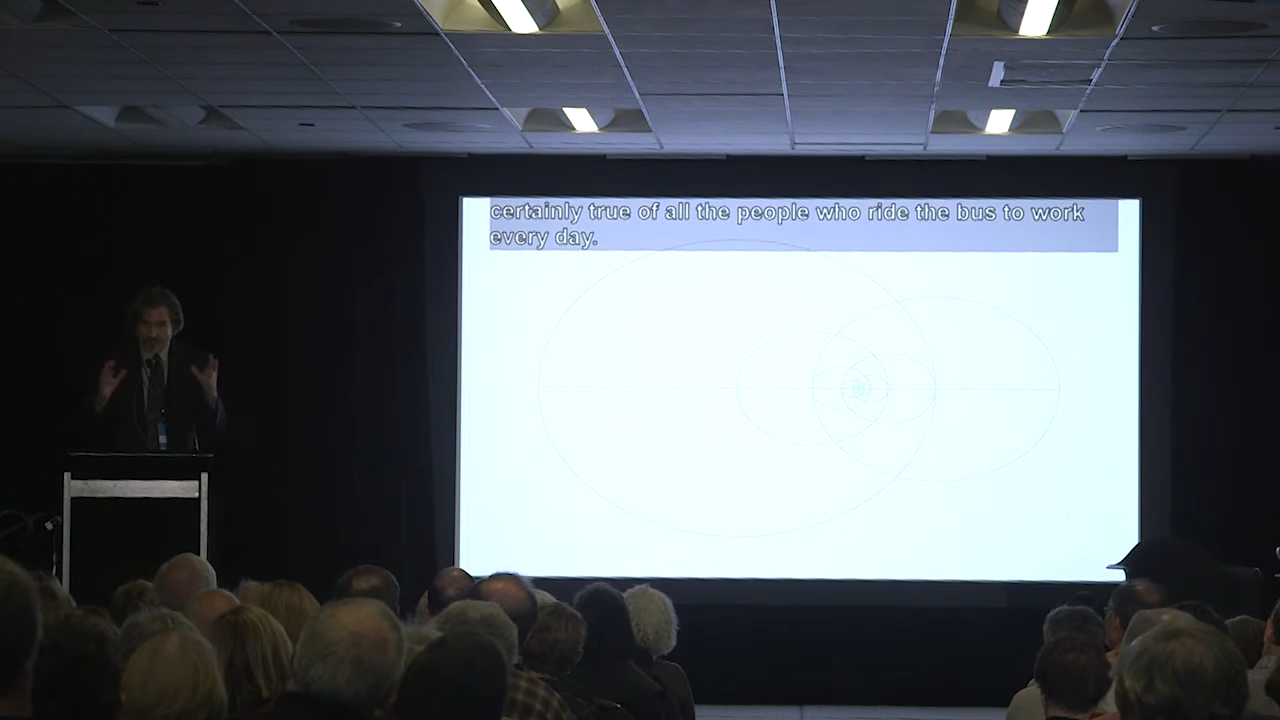 certainly true of all the people who ride the bus to work
every day.